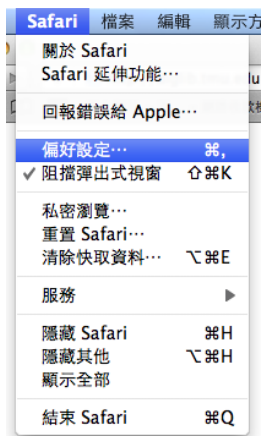 Safari 檔案 編輯 顯示方
關於 Safari
Safari 延伸功能⋯
回報錯誤給 Apple⋯
偏好設定⋯ ⌘,
✓ 阻擋彈出式視窗 ⇧⌘K
私密瀏覽⋯
重置 Safari⋯
清除快取資料⋯ ⌥⌘E
服務 ▶
隱藏 Safari ⌘H
隱藏其他 ⌥⌘H
顯示全部
結束 Safari ⌘Q